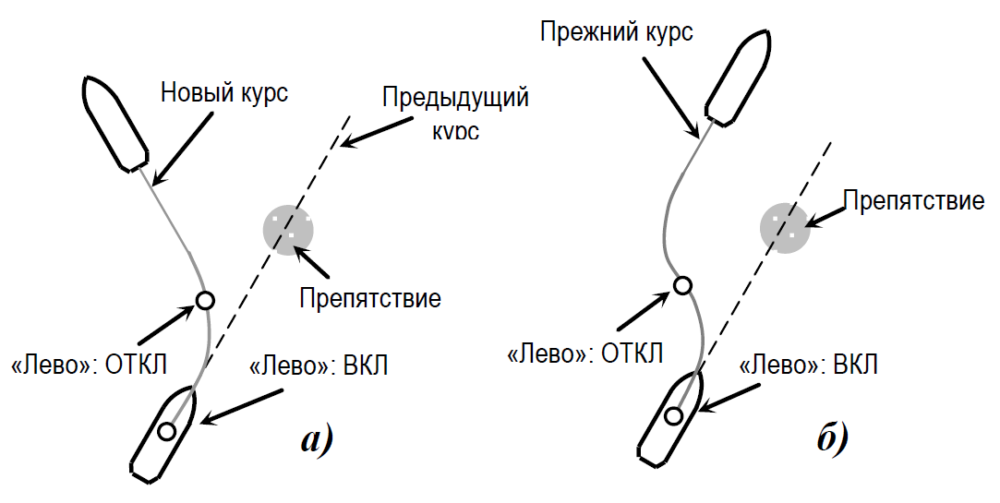 Новый курс
Предыдущий
курс
Препятствие
«Лево»: ОТКЛ
«Лево»: ВКЛ
а)
Прежний курс
Препятствие
«Лево»: ОТКЛ
«Лево»: ВКЛ
б)